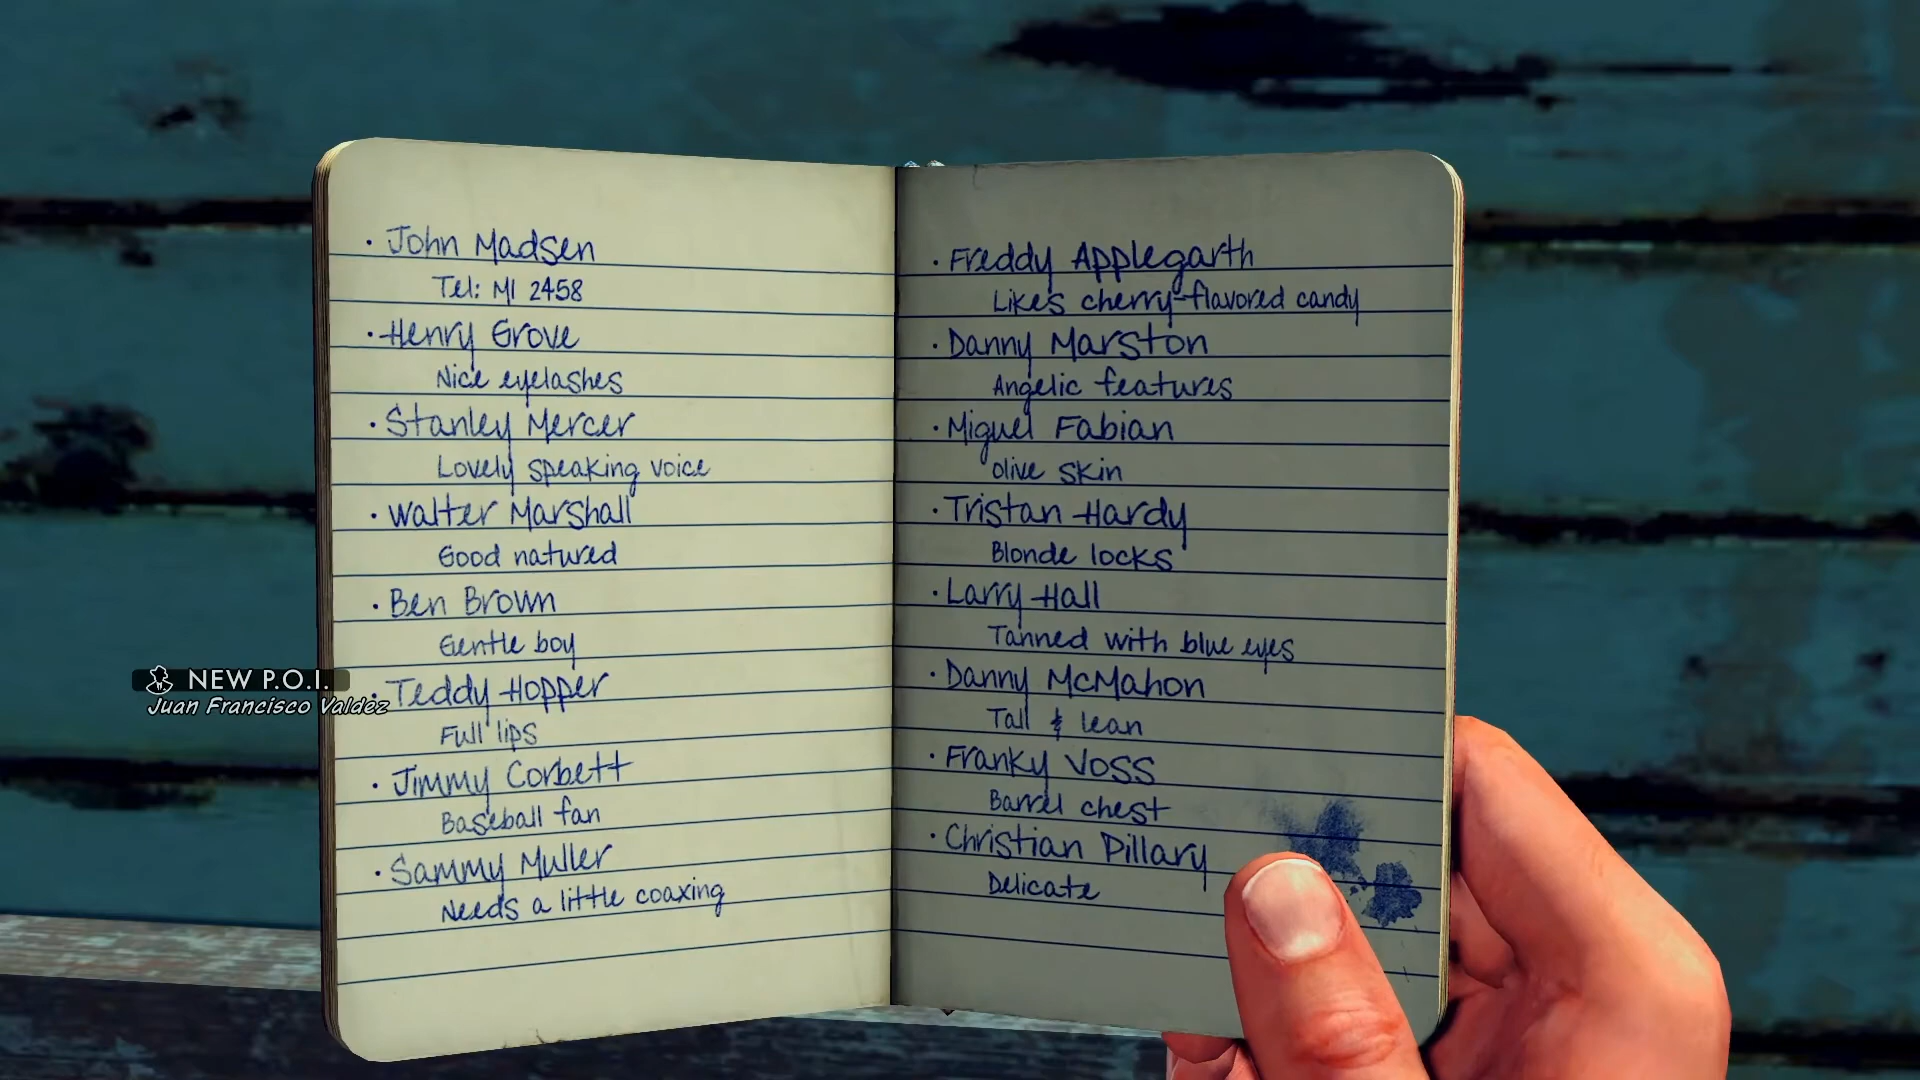 · John Madsen
Tel: MI 2458
· Henry Grove
Nice eyelashes
· Stanley Mercer
Lovely speaking voice
· Walter Marshall
Good natured
· Ben Brown
Gentle boy
· Teddy Hopper
Full lips
· Jimmy Corbett
Baseball fan
· Sammy Muller
Needs a little coaxing
· Freddy Applegarth
Likes cherry-flavored candy
· Danny Marston
Angelic features
· Miguel Fabian
olive skin
· Tristan Hardy
Blonde locks
· Larry Hall
Tanned with blue eyes
· Danny McMahon
Tall & lean
· Franky Voss
Barrel chest
· Christian Pillary
Delicate
NEW P.O.I.
Juan Francisco Valdez